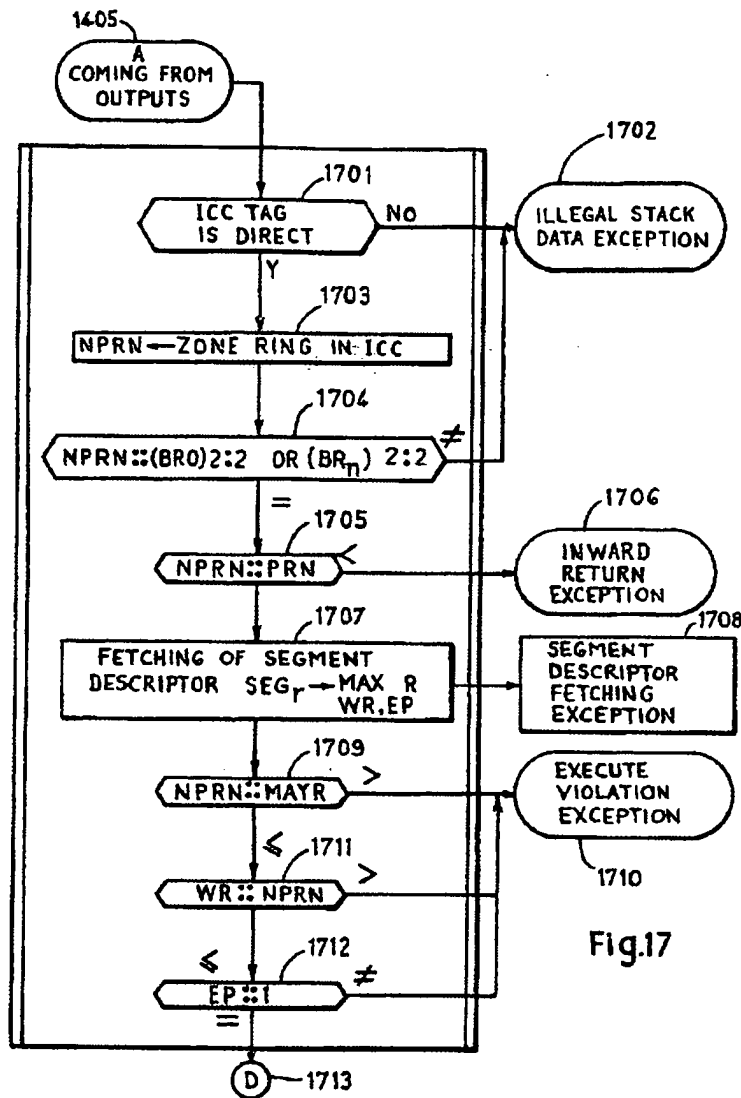 1405
A
COMING FROM
OUTPUTS
1702
1701
ICC TAG
IS DIRECT
No
ILLEGAL STACK
DATA EXCEPTION
Y
1703
NPRN ← ZONE RING IN ICC
1704
NPRN::(BRO)2:2 OR (BRn) 2:2
≠
=
1705
1706
NPRN::PRN
<
INWARD
RETURN
EXCEPTION
1707
1708
FETCHING OF SEGMENT
DESCRIPTOR SEGr → MAX R
WR,EP
SEGMENT
DESCRIPTOR
FETCHING
EXCEPTION
1709
NPRN::MAYR
>
EXECUTE
VIOLATION
EXCEPTION
≤
1711
1710
WR::NPRN
>
Fig.17
≤
1712
EP::1
≠
=
D
1713